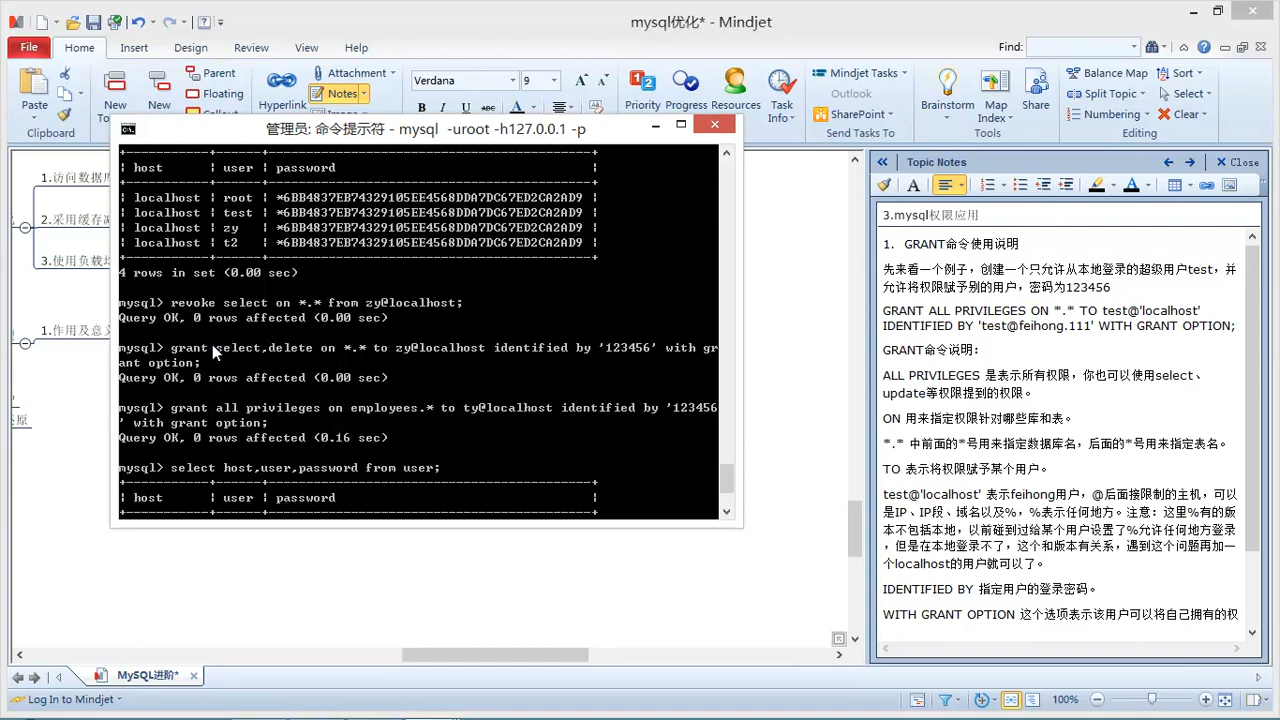 mysql优化* - Mindjet
File Home Insert Design Review View Help Find:
Paste
Clipboard
New
New
Parent
Floating
Callout
Hyperlink
Attachment
Notes
Verdana 9
B I U abc A
Priority Progress Resources Task Info
Mindjet Tasks
Outlook
SharePoint
Tasks
Brainstorm Map Index Share
Tools
Balance Map Sort
Split Topic Select
Numbering Clear
Editing
管理员: 命令提示符 - mysql -uroot -h127.0.0.1 -p
| host | user | password |
| localhost | root | *6BB4837EB74329105EE4568DDA7DC67ED2CA2AD9 |
| localhost | test | *6BB4837EB74329105EE4568DDA7DC67ED2CA2AD9 |
| localhost | zy | *6BB4837EB74329105EE4568DDA7DC67ED2CA2AD9 |
| localhost | t2 | *6BB4837EB74329105EE4568DDA7DC67ED2CA2AD9 |
4 rows in set (0.00 sec)
mysql> revoke select on *.* from zy@localhost;
Query OK, 0 rows affected (0.00 sec)
mysql> grant select,delete on *.* to zy@localhost identified by '123456' with gr
ant option;
Query OK, 0 rows affected (0.00 sec)
mysql> grant all privileges on employees.* to ty@localhost identified by '123456
' with grant option;
Query OK, 0 rows affected (0.16 sec)
mysql> select host,user,password from user;
| host | user | password |
1.访问数据库
2.采用缓存减
3.使用负载均
1.作用及意义
原
Topic Notes Close
3.mysql权限应用
1. GRANT命令使用说明
先来看一个例子，创建一个只允许从本地登录的超级用户test，并
允许将权限赋予别的用户，密码为123456
GRANT ALL PRIVILEGES ON *.* TO test@'localhost'
IDENTIFIED BY 'test@feihong.111' WITH GRANT OPTION;
GRANT命令说明：
ALL PRIVILEGES 是表示所有权限，你也可以使用select、
update等权限提到的权限。
ON 用来指定权限针对哪些库和表。
*.* 中前面的*号用来指定数据库名，后面的*号用来指定表名。
TO 表示将权限赋予某个用户。
test@'localhost' 表示feihong用户，@后面接限制的主机，可以
是IP、IP段、域名以及%，%表示任何地方。注意：这里%有的版
本不包括本地，以前碰到过给某个用户设置了%允许任何地方登录
，但是在本地登录不了，这个和版本有关系，遇到这个问题再加一
个localhost的用户就可以了。
IDENTIFIED BY 指定用户的登录密码。
WITH GRANT OPTION 这个选项表示该用户可以将自己拥有的权
MySQL进阶*
Log In to Mindjet 100%